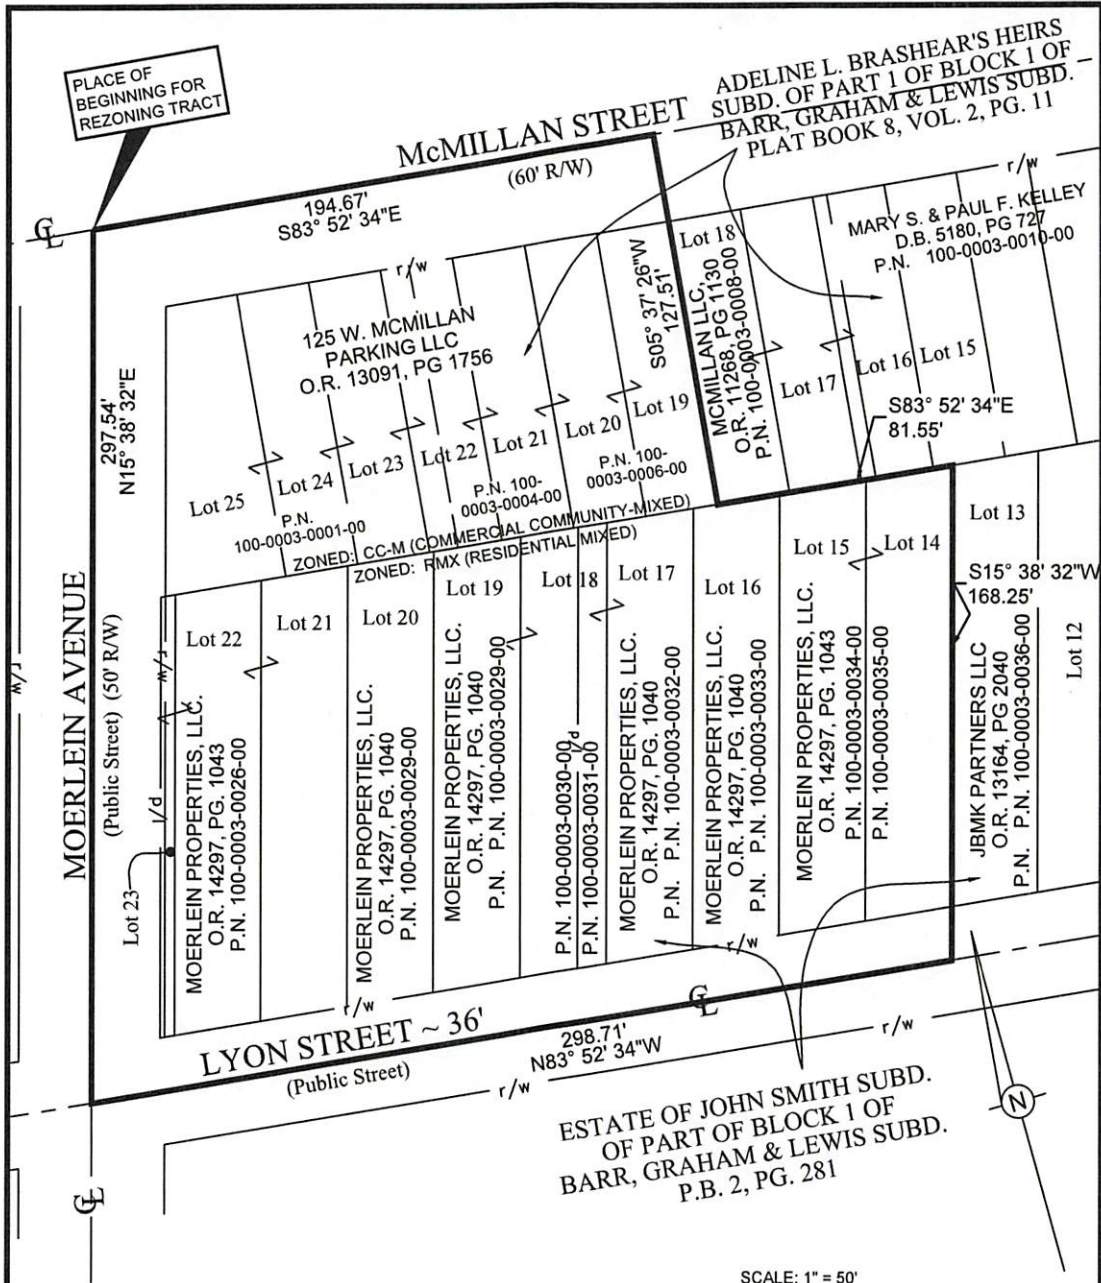 PLACE OF
BEGINNING FOR
REZONING TRACT
ADELINE L. BRASHEAR'S HEIRS
SUBD. OF PART 1 OF BLOCK 1 OF
BARR, GRAHAM & LEWIS SUBD.
PLAT BOOK 8, VOL. 2, PG. 11
McMILLAN STREET
(60' R/W)
CL
194.67'
S83° 52' 34"E
r/w
r/w
MARY S. & PAUL F. KELLEY
D.B. 5180, PG 727
P.N. 100-0003-0010-00
125 W. MCMILLAN
PARKING LLC
O.R. 13091, PG 1756
S05° 37' 26"W
127.51'
Lot 18
MCMILLAN LLC,
O.R. 11268, PG 1130
P.N. 100-0003-0008-00
297.54'
N15° 38' 32"E
Lot 25
Lot 24
Lot 23
Lot 22
Lot 21
Lot 20
Lot 19
Lot 17
Lot 16
Lot 15
S83° 52' 34"E
81.55'
P.N.
100-0003-0001-00
P.N. 100-
0003-0004-00
P.N. 100-
0003-0006-00
ZONED: CC-M (COMMERCIAL COMMUNITY-MIXED)
ZONED: RMX (RESIDENTIAL MIXED)
MOERLEIN AVENUE
(Public Street) (50' R/W)
r/w
r/w
p/l
Lot 23
Lot 22
Lot 21
Lot 20
Lot 19
Lot 18
Lot 17
Lot 16
Lot 15
Lot 14
Lot 13
Lot 12
S15° 38' 32"W
168.25'
MOERLEIN PROPERTIES, LLC.
O.R. 14297, PG. 1043
P.N. 100-0003-0026-00
MOERLEIN PROPERTIES, LLC.
O.R. 14297, PG. 1040
P.N. 100-0003-0029-00
MOERLEIN PROPERTIES, LLC.
O.R. 14297, PG. 1040
P.N. P.N. 100-0003-0029-00
P.N. 100-0003-0030-00
P.N. 100-0003-0031-00
MOERLEIN PROPERTIES, LLC.
O.R. 14297, PG. 1040
P.N. P.N. 100-0003-0032-00
MOERLEIN PROPERTIES, LLC.
O.R. 14297, PG. 1040
P.N. P.N. 100-0003-0033-00
MOERLEIN PROPERTIES, LLC.
O.R. 14297, PG. 1043
P.N. 100-0003-0034-00
P.N. 100-0003-0035-00
JBMK PARTNERS LLC
O.R. 13164, PG 2040
P.N. P.N. 100-0003-0036-00
r/w
r/w
LYON STREET ~ 36'
(Public Street)
CL
298.71'
N83° 52' 34"W
r/w
r/w
CL
ESTATE OF JOHN SMITH SUBD.
OF PART OF BLOCK 1 OF
BARR, GRAHAM & LEWIS SUBD.
P.B. 2, PG. 281
N
SCALE: 1" = 50'